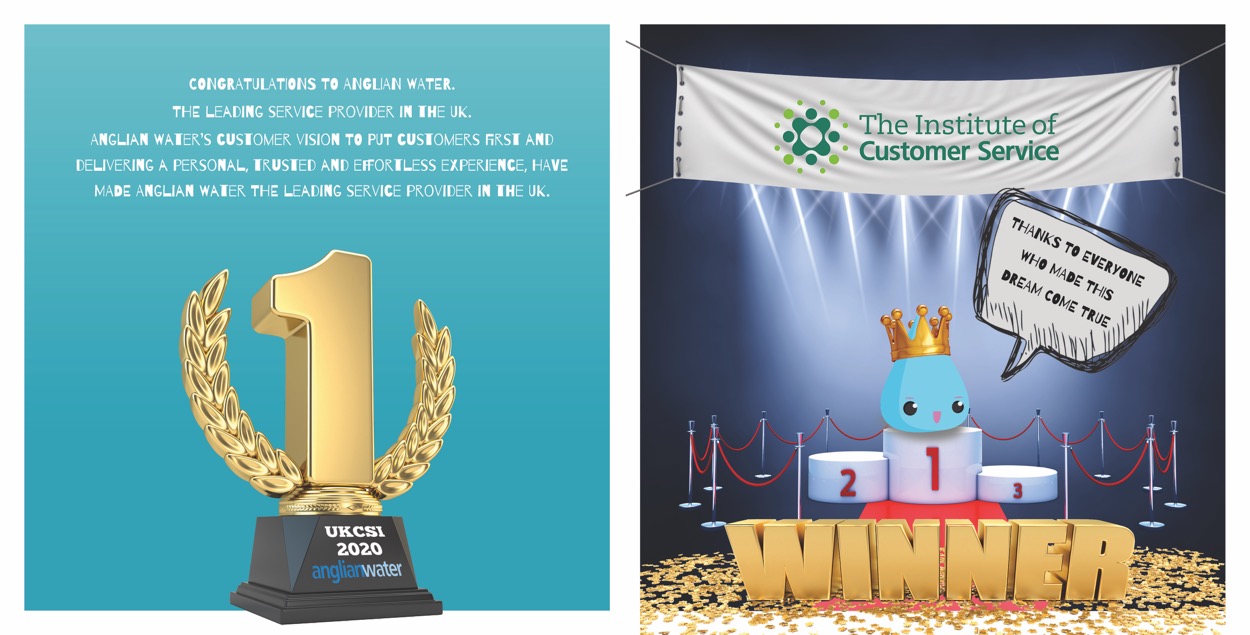 CONGRATULATIONS TO ANGLIAN WATER.
THE LEADING SERVICE PROVIDER IN THE UK.
ANGLIAN WATER'S CUSTOMER VISION TO PUT CUSTOMERS FIRST AND
DELIVERING A PERSONAL, TRUSTED AND EFFORTLESS EXPERIENCE, HAVE
MADE ANGLIAN WATER THE LEADING SERVICE PROVIDER IN THE UK.
1
UKCSI
2020
anglianwater
The Institute of
Customer Service
THANKS TO EVERYONE
WHO MADE THIS
DREAM COME TRUE
2 1 3
WINNER